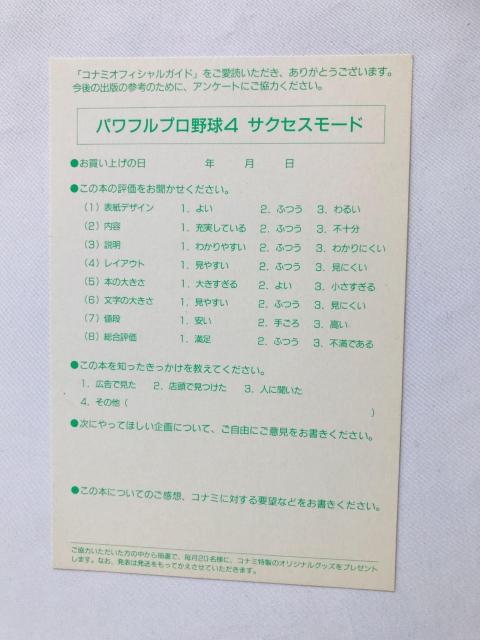 「コナミオフィシャルガイド」をご愛読いただき、ありがとうございます。
今後の出版の参考のために、アンケートにご協力ください。
パワフルプロ野球4 サクセスモード
●お買い上げの日　年　月　日
●この本の評価をお聞かせください。
(1) 表紙デザイン　1. よい　2. ふつう　3. わるい
(2) 内容　1. 充実している　2. ふつう　3. 不十分
(3) 説明　1. わかりやすい　2. ふつう　3. わかりにくい
(4) レイアウト　1. 見やすい　2. ふつう　3. 見にくい
(5) 本の大きさ　1. 大きすぎる　2. よい　3. 小さすぎる
(6) 文字の大きさ　1. 見やすい　2. ふつう　3. 見にくい
(7) 値段　1. 安い　2. 手ごろ　3. 高い
(8) 総合評価　1. 満足　2. ふつう　3. 不満である
●この本を知ったきっかけを教えてください。
1. 広告で見た　2. 店頭で見つけた　3. 人に聞いた
4. その他（　）
●次にやってほしい企画について、ご自由にご意見をお書きください。
●この本についてのご感想、コナミに対する要望などをお書きください。
ご協力いただいた方の中から抽選で、毎月20名様に、コナミ特製のオリジナルグッズをプレゼント
します。なお、発表は発送をもってかえさせていただきます。